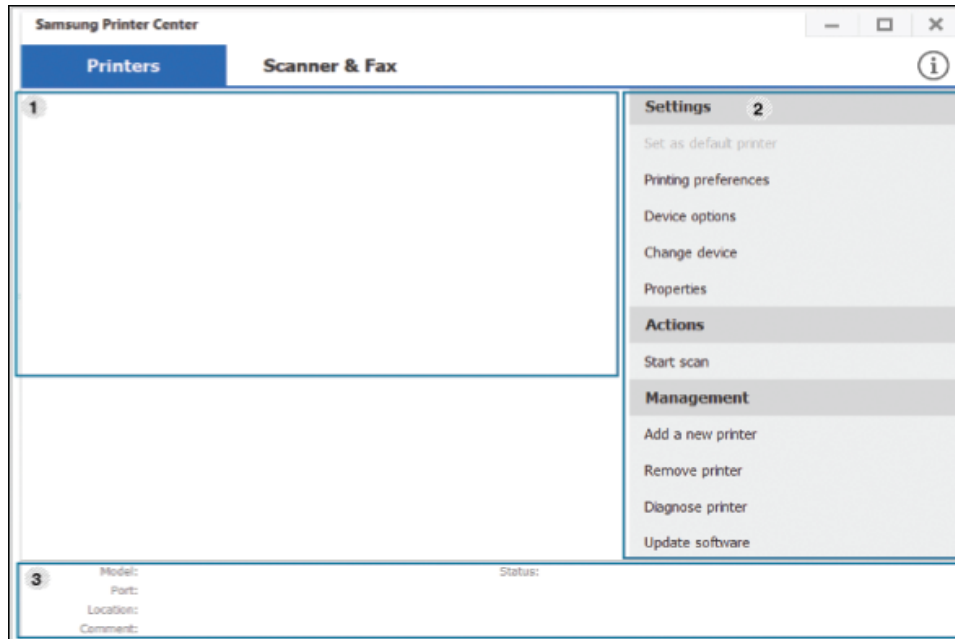 Samsung Printer Center
Printers Scanner & Fax
1
Settings 2
Set as default printer
Printing preferences
Device options
Change device
Properties
Actions
Start scan
Management
Add a new printer
Remove printer
Diagnose printer
Update software
3
Model: Status:
Port:
Location:
Comment: